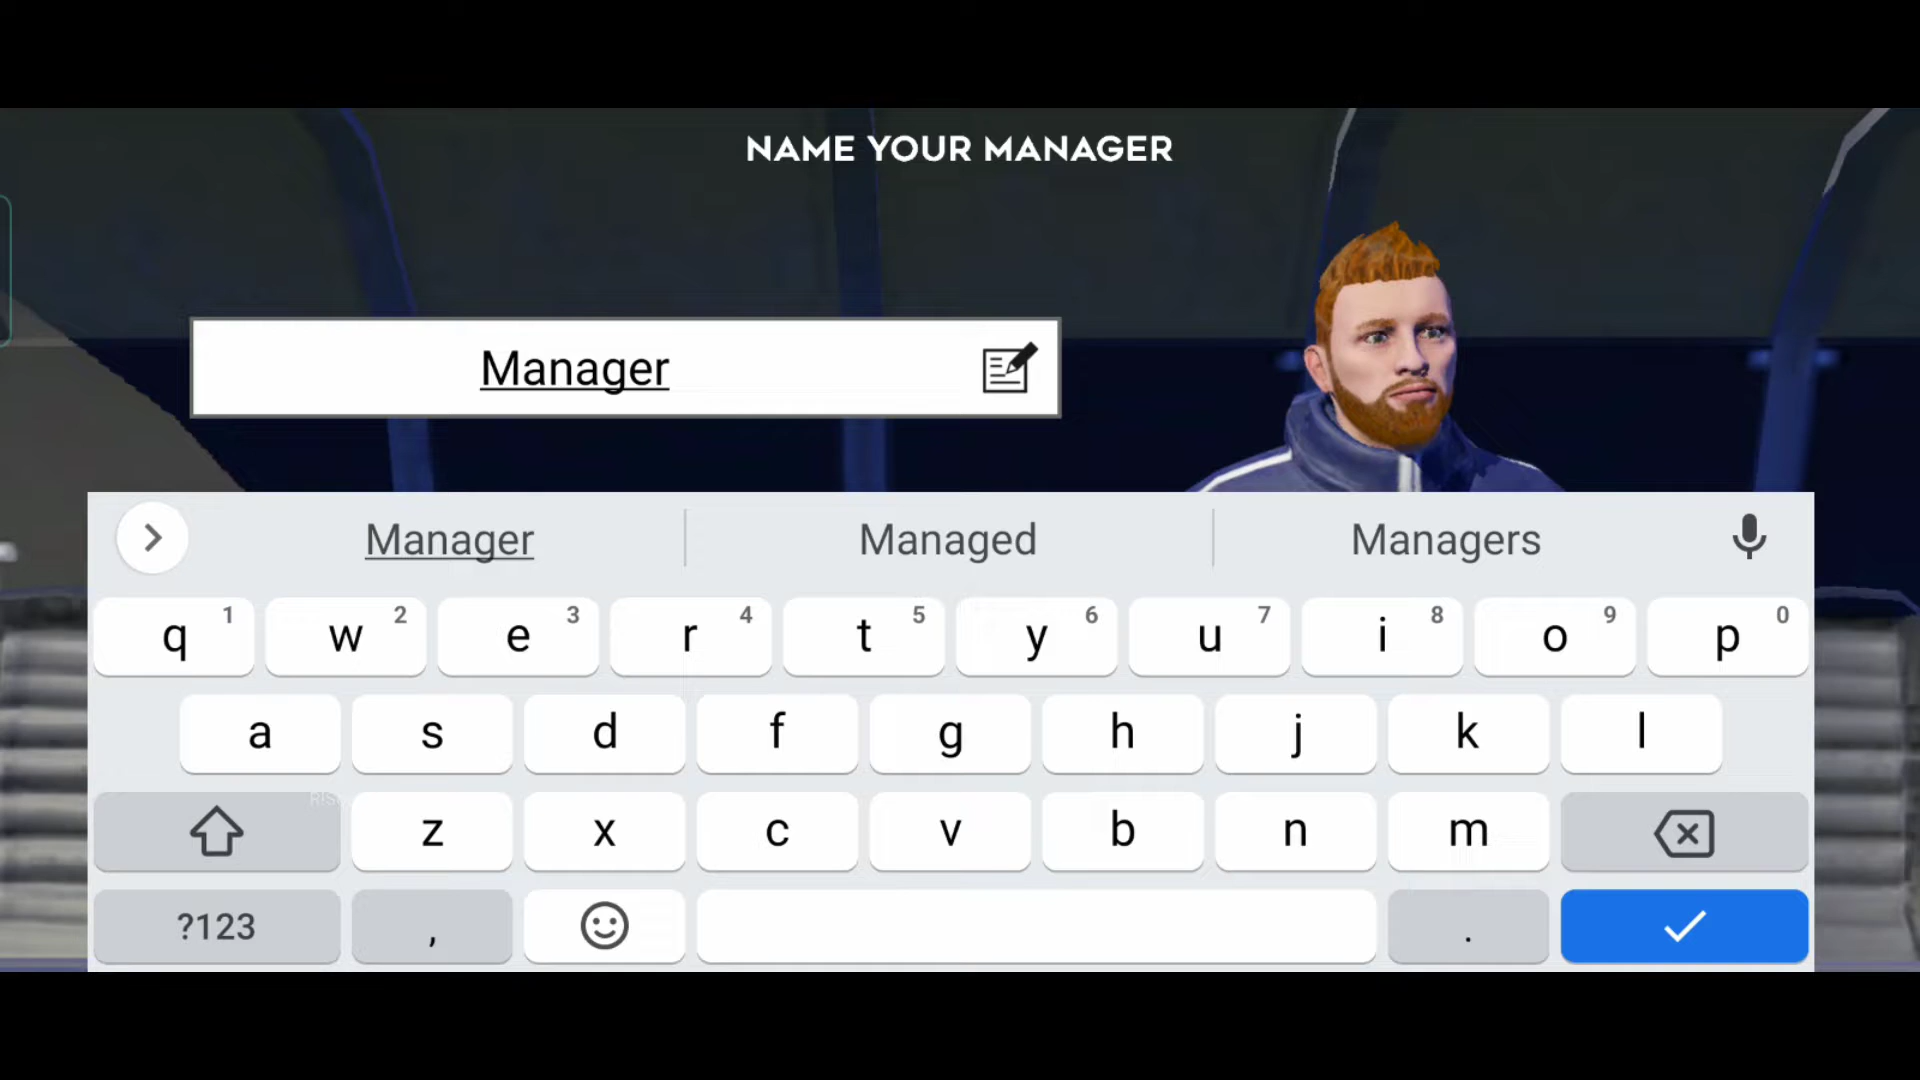 NAME YOUR MANAGER
Manager
Manager Managed Managers
q 1 w 2 e 3 r 4 t 5 y 6 u 7 i 8 o 9 p 0
a s d f g h j k l
z x c v b n m
?123 , .